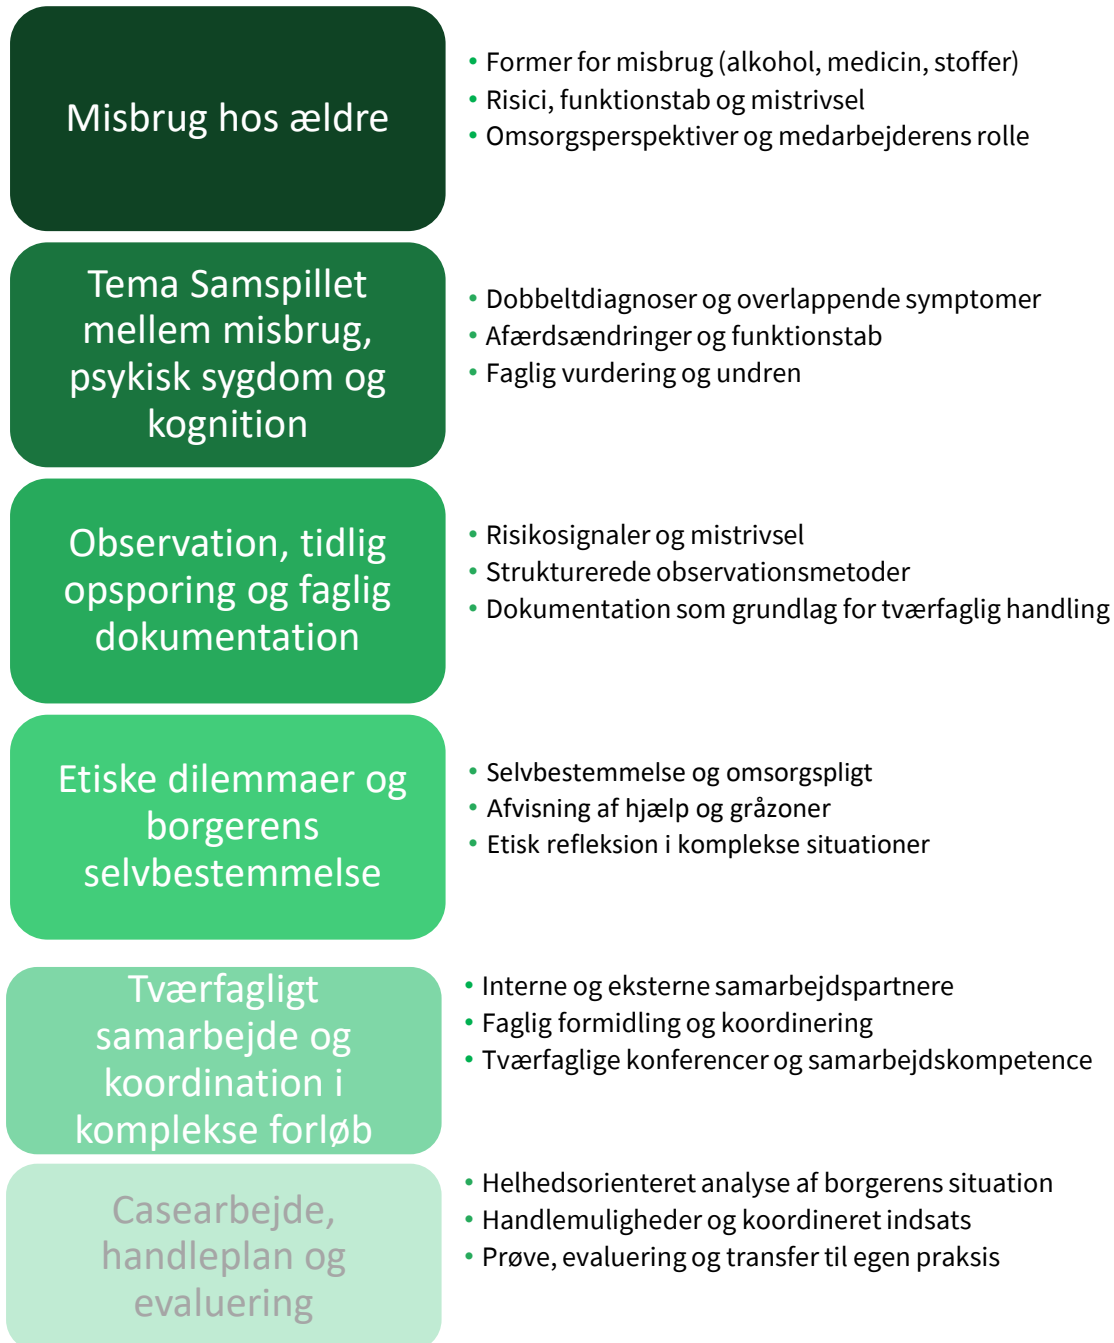 Misbrug hos ældre
• Former for misbrug (alkohol, medicin, stoffer)
• Risici, funktionstab og mistrivsel
• Omsorgsperspektiver og medarbejderens rolle
Tema Samspillet
mellem misbrug,
psykisk sygdom og
kognition
• Dobbeltdiagnoser og overlappende symptomer
• Afærdsændringer og funktionstab
• Faglig vurdering og undren
Observation, tidlig
opsporing og faglig
dokumentation
• Risikosignaler og mistrivsel
• Strukturerede observationsmetoder
• Dokumentation som grundlag for tværfaglig handling
Etiske dilemmaer og
borgerens
selvbestemmelse
• Selvbestemmelse og omsorgspligt
• Afvisning af hjælp og gråzoner
• Etisk refleksion i komplekse situationer
Tværfagligt
samarbejde og
koordination i
komplekse forløb
• Interne og eksterne samarbejdspartnere
• Faglig formidling og koordinering
• Tværfaglige konferencer og samarbejdskompetence
Casearbejde,
handleplan og
evaluering
• Helhedsorienteret analyse af borgerens situation
• Handlemuligheder og koordineret indsats
• Prøve, evaluering og transfer til egen praksis